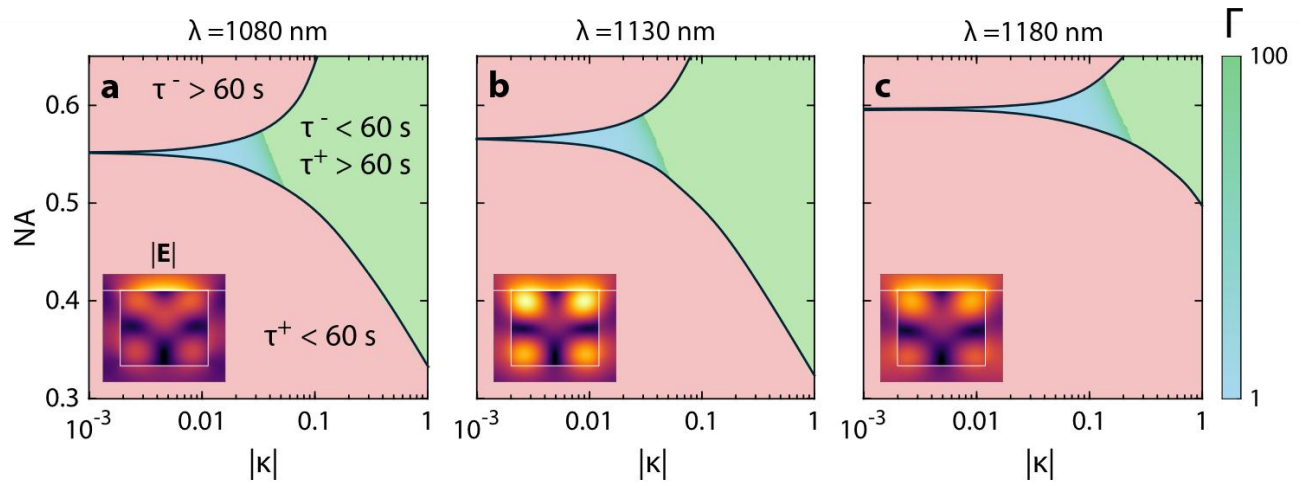 λ =1080 nm
λ =1130 nm
λ =1180 nm
Γ
a
τ⁻ > 60 s
τ⁻ < 60 s
τ⁺ > 60 s
|E|
τ⁺ < 60 s
b
c
100
1
NA
0.6
0.5
0.4
0.3
10⁻³ 0.01 0.1 1
10⁻³ 0.01 0.1 1
10⁻³ 0.01 0.1 1
|κ|
|κ|
|κ|